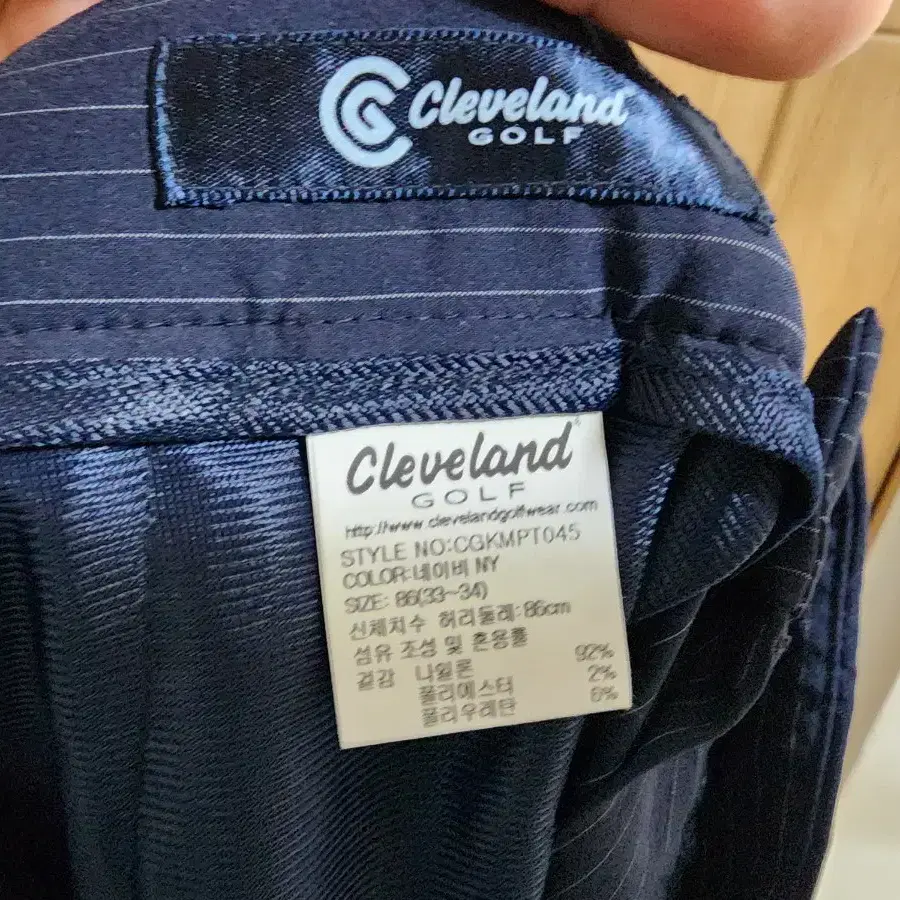 Cleveland
GOLF
Cleveland
GOLF
http://www.clevelandgolfwear.com
STYLE NO:CGKMPT045
COLOR:네이비 NY
SIZE: 86(33~34)
신체치수 허리둘레:86cm
섬유 조성 및 혼용률
겉감 나일론 92%
폴리에스터 2%
폴리우레탄 6%